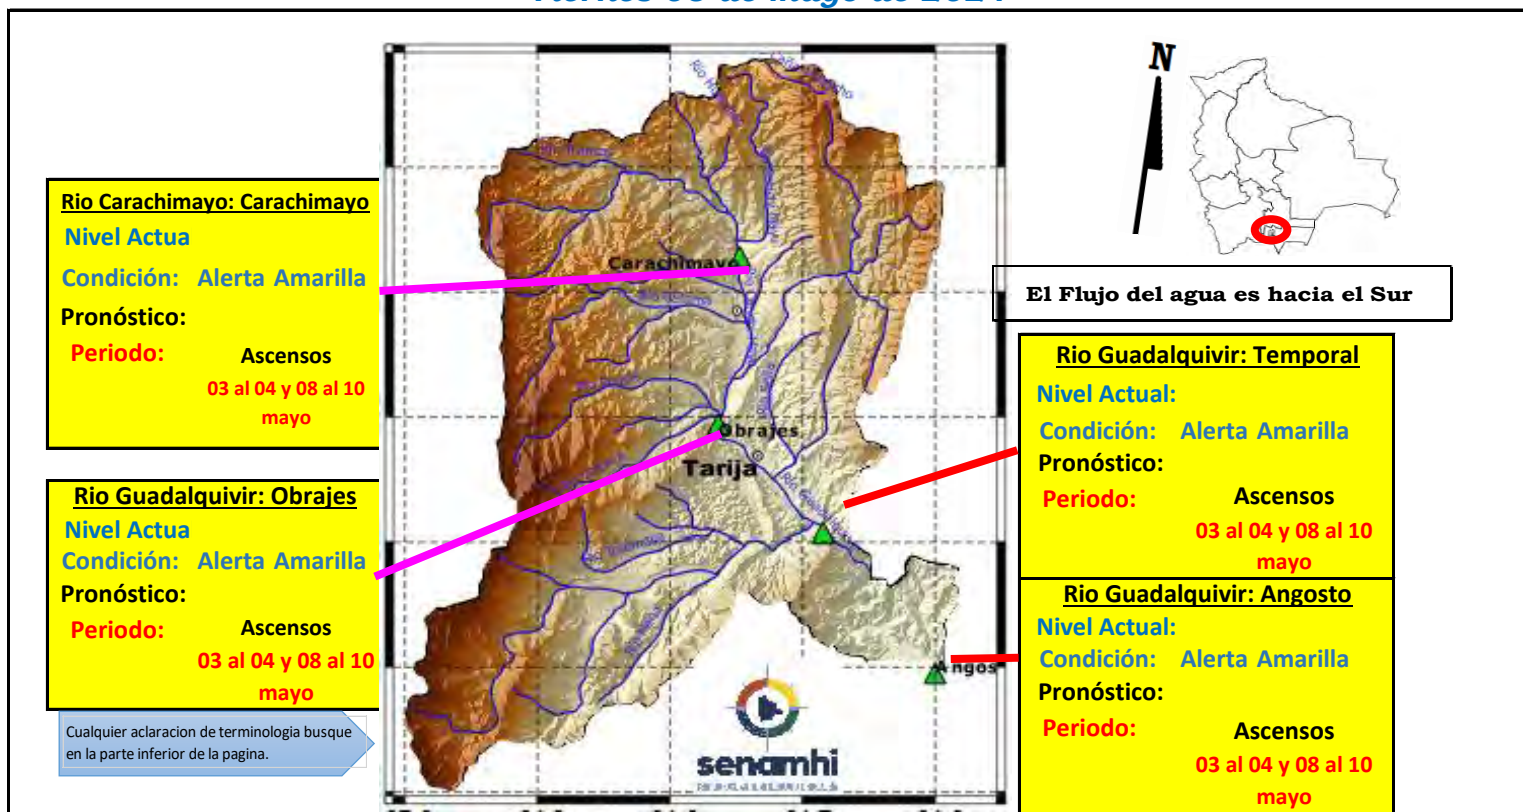 N
El Flujo del agua es hacia el Sur
Rio Carachimayo: Carachimayo
Nivel Actua
Condición: Alerta Amarilla
Pronóstico:
Periodo: Ascensos
03 al 04 y 08 al 10
mayo
Rio Guadalquivir: Obrajes
Nivel Actua
Condición: Alerta Amarilla
Pronóstico:
Periodo: Ascensos
03 al 04 y 08 al 10
mayo
Cualquier aclaracion de terminologia busque
en la parte inferior de la pagina.
Carachimayo
Obrajes
Tarija
Angos
senamhi
Rio Guadalquivir: Temporal
Nivel Actual:
Condición: Alerta Amarilla
Pronóstico:
Periodo: Ascensos
03 al 04 y 08 al 10
mayo
Rio Guadalquivir: Angosto
Nivel Actual:
Condición: Alerta Amarilla
Pronóstico:
Periodo: Ascensos
03 al 04 y 08 al 10
mayo